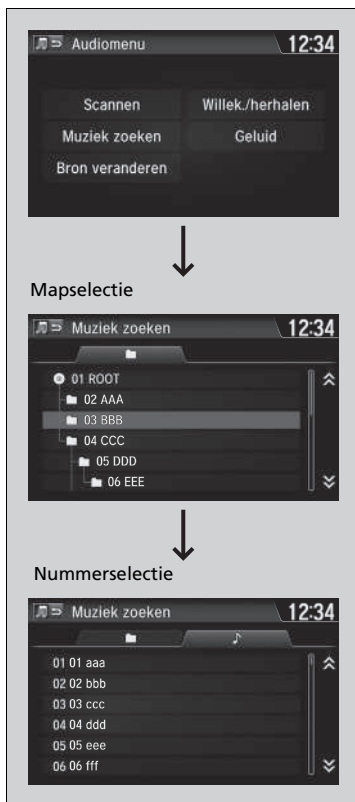 Audiomenu 12:34
Scannen Willek./herhalen
Muziek zoeken Geluid
Bron veranderen
Mapselectie
Muziek zoeken 12:34
01 ROOT
02 AAA
03 BBB
04 CCC
05 DDD
06 EEE
Nummerselectie
Muziek zoeken 12:34
01 01 aaa
02 02 bbb
03 03 ccc
04 04 ddd
05 05 eee
06 06 fff